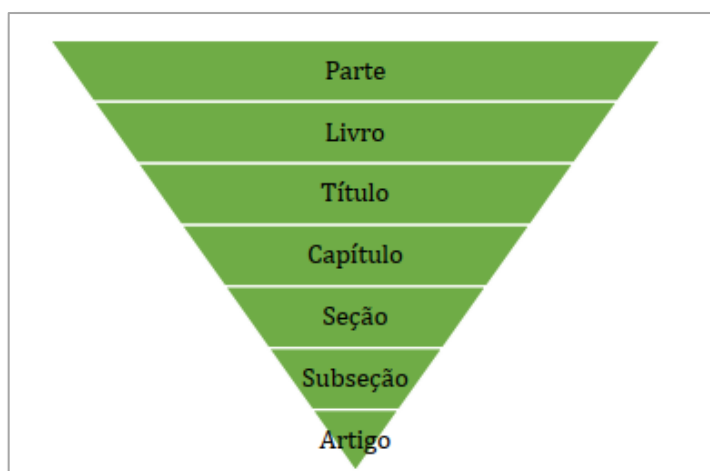 Parte
Livro
Título
Capítulo
Seção
Subseção
Artigo